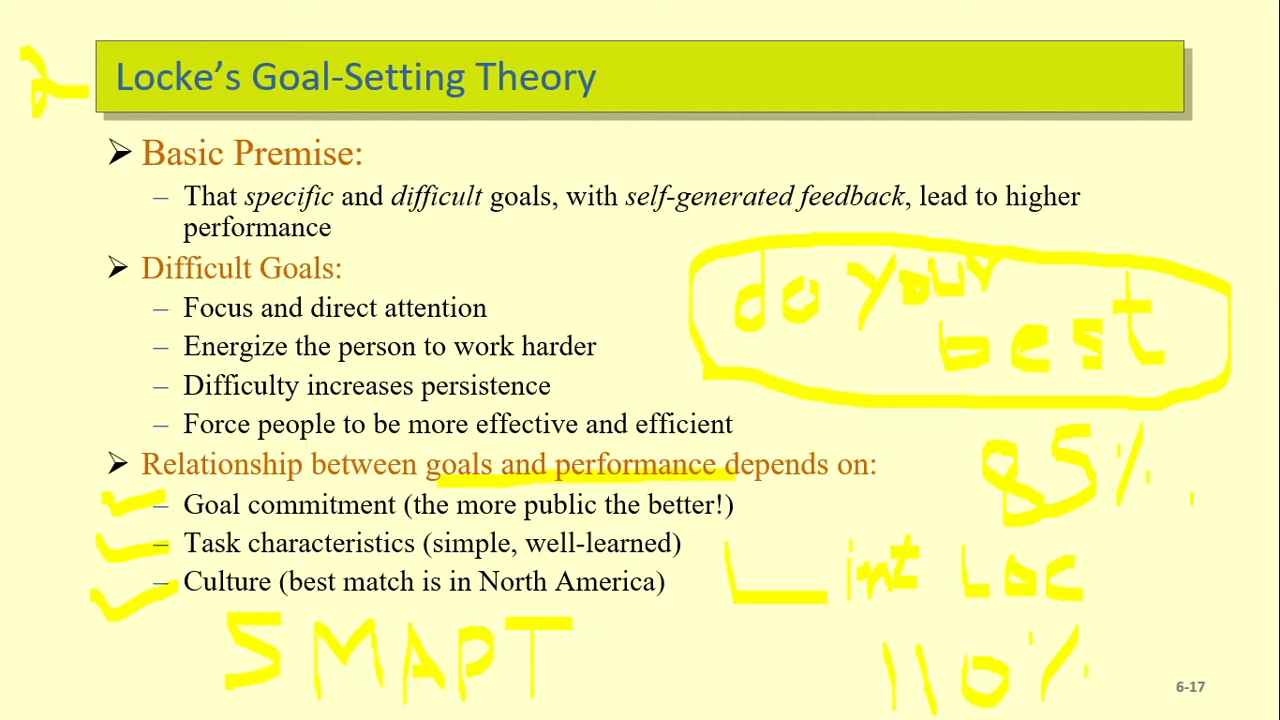 Locke's Goal-Setting Theory
➢ Basic Premise:
– That specific and difficult goals, with self-generated feedback, lead to higher
performance
➢ Difficult Goals:
– Focus and direct attention
– Energize the person to work harder
– Difficulty increases persistence
– Force people to be more effective and efficient
do your
best
➢ Relationship between goals and performance depends on:
85%
– Goal commitment (the more public the better!)
– Task characteristics (simple, well-learned)
– Culture (best match is in North America)
int LOC
SMAPT
110%
6-17